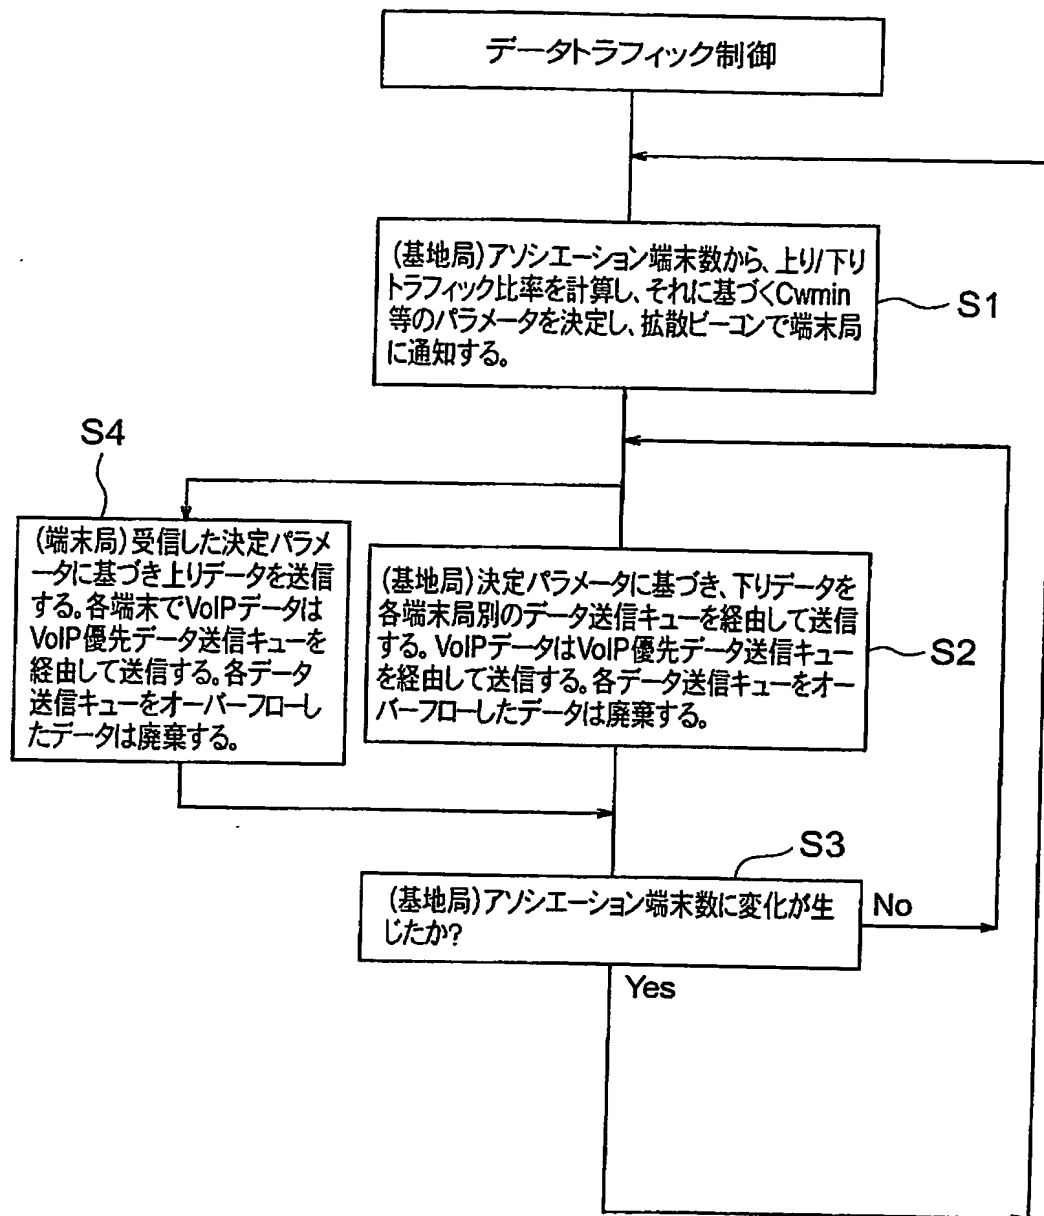 データトラフィック制御
(基地局)アソシエーション端末数から、上り/下り
トラフィック比率を計算し、それに基づくCwmin
等のパラメータを決定し、拡散ビーコンで端末局
に通知する。
S1
S4
(端末局)受信した決定パラメ
ータに基づき上りデータを送信
する。各端末でVoIPデータは
VoIP優先データ送信キューを
経由して送信する。各データ
送信キューをオーバーフローし
たデータは廃棄する。
(基地局)決定パラメータに基づき、下りデータを
各端末局別のデータ送信キューを経由して送信
する。VoIPデータはVoIP優先データ送信キュー
を経由して送信する。各データ送信キューをオー
バーフローしたデータは廃棄する。
S2
S3
(基地局)アソシエーション端末数に変化が生
じたか?
No
Yes